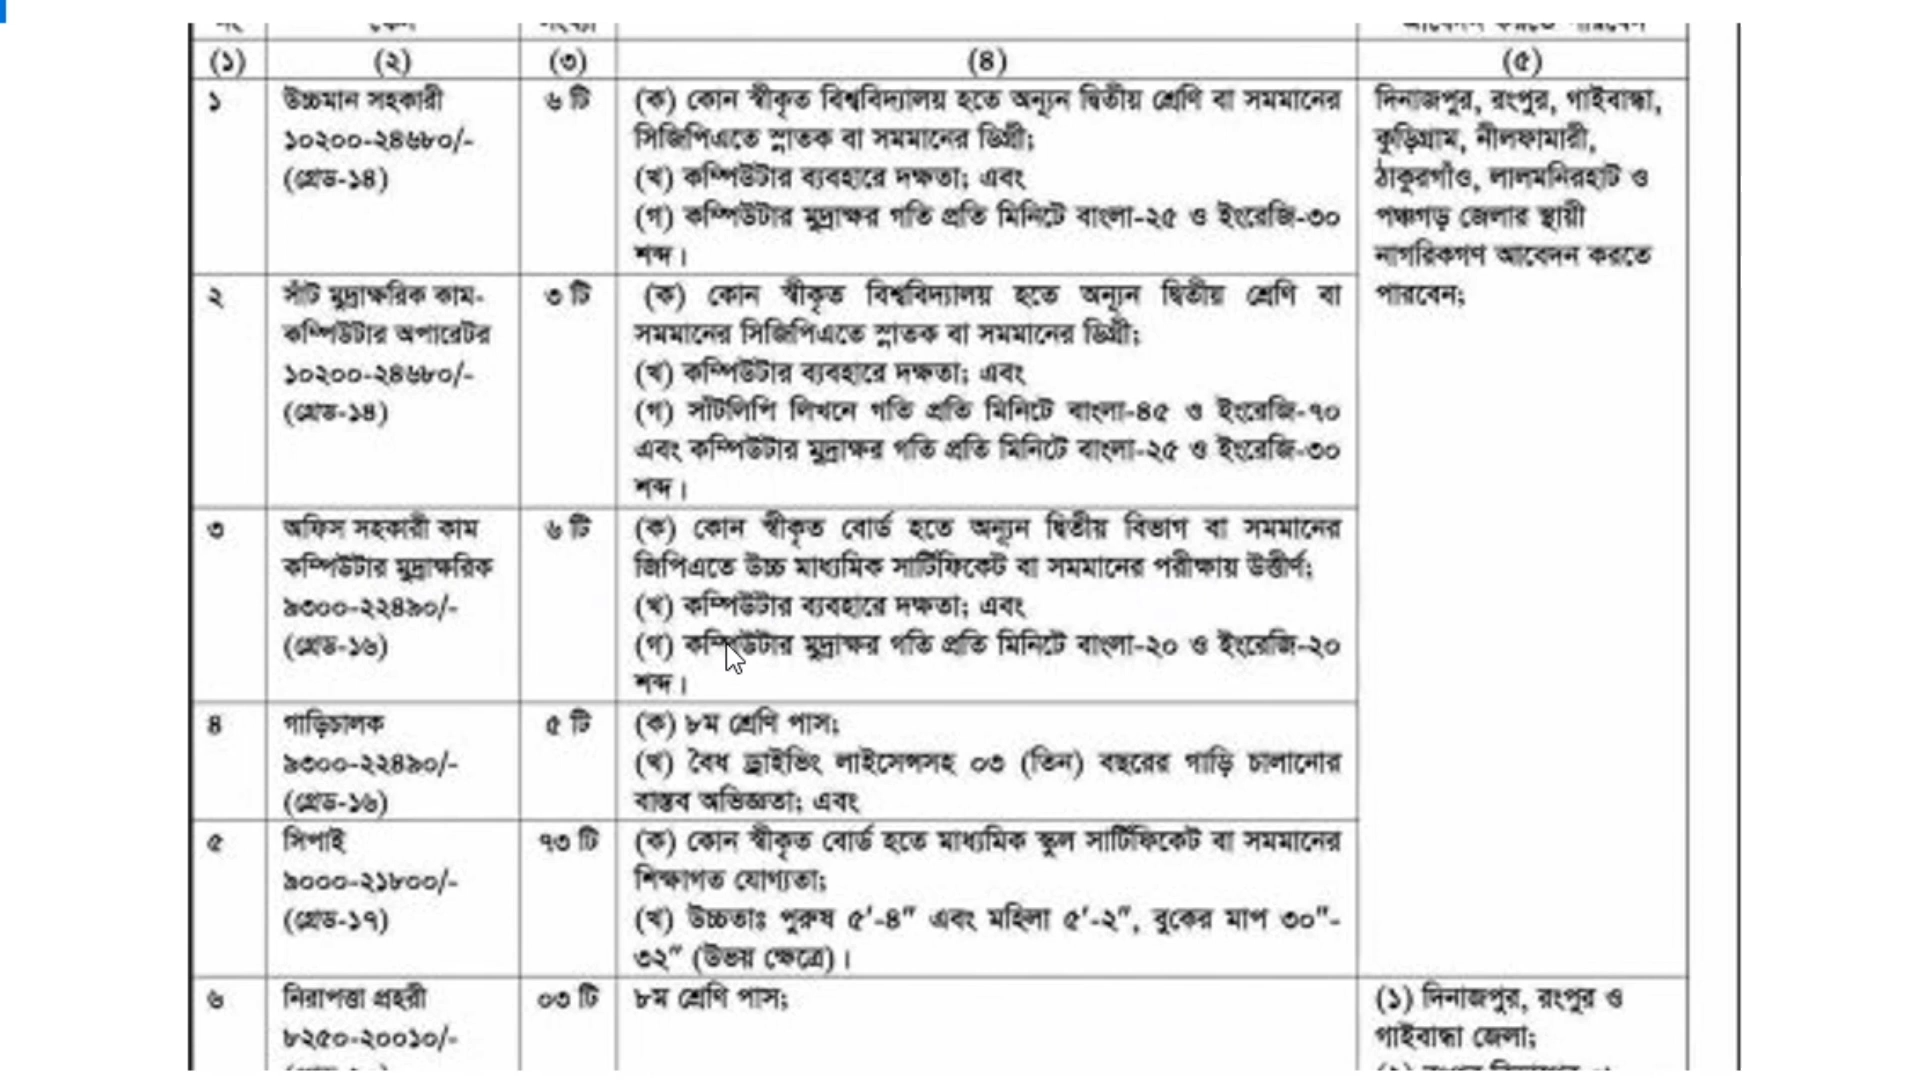 (১) (২) (৩) (৪) (৫)
১ উচ্চমান সহকারী ৬ টি (ক) কোন স্বীকৃত বিশ্ববিদ্যালয় হতে অন্যূন দ্বিতীয় শ্রেণি বা সমমানের দিনাজপুর, রংপুর, গাইবান্ধা,
১০২০০-২৪৬৮০/- সিজিপিএতে স্নাতক বা সমমানের ডিগ্রী; কুড়িগ্রাম, নীলফামারী,
(গ্রেড-১৪) (খ) কম্পিউটার ব্যবহারে দক্ষতা; এবং ঠাকুরগাঁও, লালমনিরহাট ও
(গ) কম্পিউটার মুদ্রাক্ষর গতি প্রতি মিনিটে বাংলা-২৫ ও ইংরেজি-৩০ পঞ্চগড় জেলার স্থায়ী
শব্দ। নাগরিকগণ আবেদন করতে
২ সাঁট মুদ্রাক্ষরিক কাম- ৩ টি (ক) কোন স্বীকৃত বিশ্ববিদ্যালয় হতে অন্যূন দ্বিতীয় শ্রেণি বা পারবেন;
কম্পিউটার অপারেটর সমমানের সিজিপিএতে স্নাতক বা সমমানের ডিগ্রী;
১০২০০-২৪৬৮০/- (খ) কম্পিউটার ব্যবহারে দক্ষতা; এবং
(গ্রেড-১৪) (গ) সাঁটলিপি লিখনে গতি প্রতি মিনিটে বাংলা-৪৫ ও ইংরেজি-৭০
এবং কম্পিউটার মুদ্রাক্ষর গতি প্রতি মিনিটে বাংলা-২৫ ও ইংরেজি-৩০
শব্দ।
৩ অফিস সহকারী কাম ৬ টি (ক) কোন স্বীকৃত বোর্ড হতে অন্যূন দ্বিতীয় বিভাগ বা সমমানের
কম্পিউটার মুদ্রাক্ষরিক জিপিএতে উচ্চ মাধ্যমিক সার্টিফিকেট বা সমমানের পরীক্ষায় উত্তীর্ণ;
৯৩০০-২২৪৯০/- (খ) কম্পিউটার ব্যবহারে দক্ষতা; এবং
(গ্রেড-১৬) (গ) কম্পিউটার মুদ্রাক্ষর গতি প্রতি মিনিটে বাংলা-২০ ও ইংরেজি-২০
শব্দ।
৪ গাড়িচালক ৫ টি (ক) ৮ম শ্রেণি পাস;
৯৩০০-২২৪৯০/- (খ) বৈধ ড্রাইভিং লাইসেন্সসহ ০৩ (তিন) বছরের গাড়ি চালানোর
(গ্রেড-১৬) বাস্তব অভিজ্ঞতা; এবং
৫ সিপাই ৭৩ টি (ক) কোন স্বীকৃত বোর্ড হতে মাধ্যমিক স্কুল সার্টিফিকেট বা সমমানের
৯০০০-২১৮০০/- শিক্ষাগত যোগ্যতা;
(গ্রেড-১৭) (খ) উচ্চতাঃ পুরুষ ৫'-৪" এবং মহিলা ৫'-২", বুকের মাপ ৩০"-
৩২" (উভয় ক্ষেত্রে)।
৬ নিরাপত্তা প্রহরী ০৩ টি ৮ম শ্রেণি পাস; (১) দিনাজপুর, রংপুর ও
৮২৫০-২০০১০/- গাইবান্ধা জেলা;